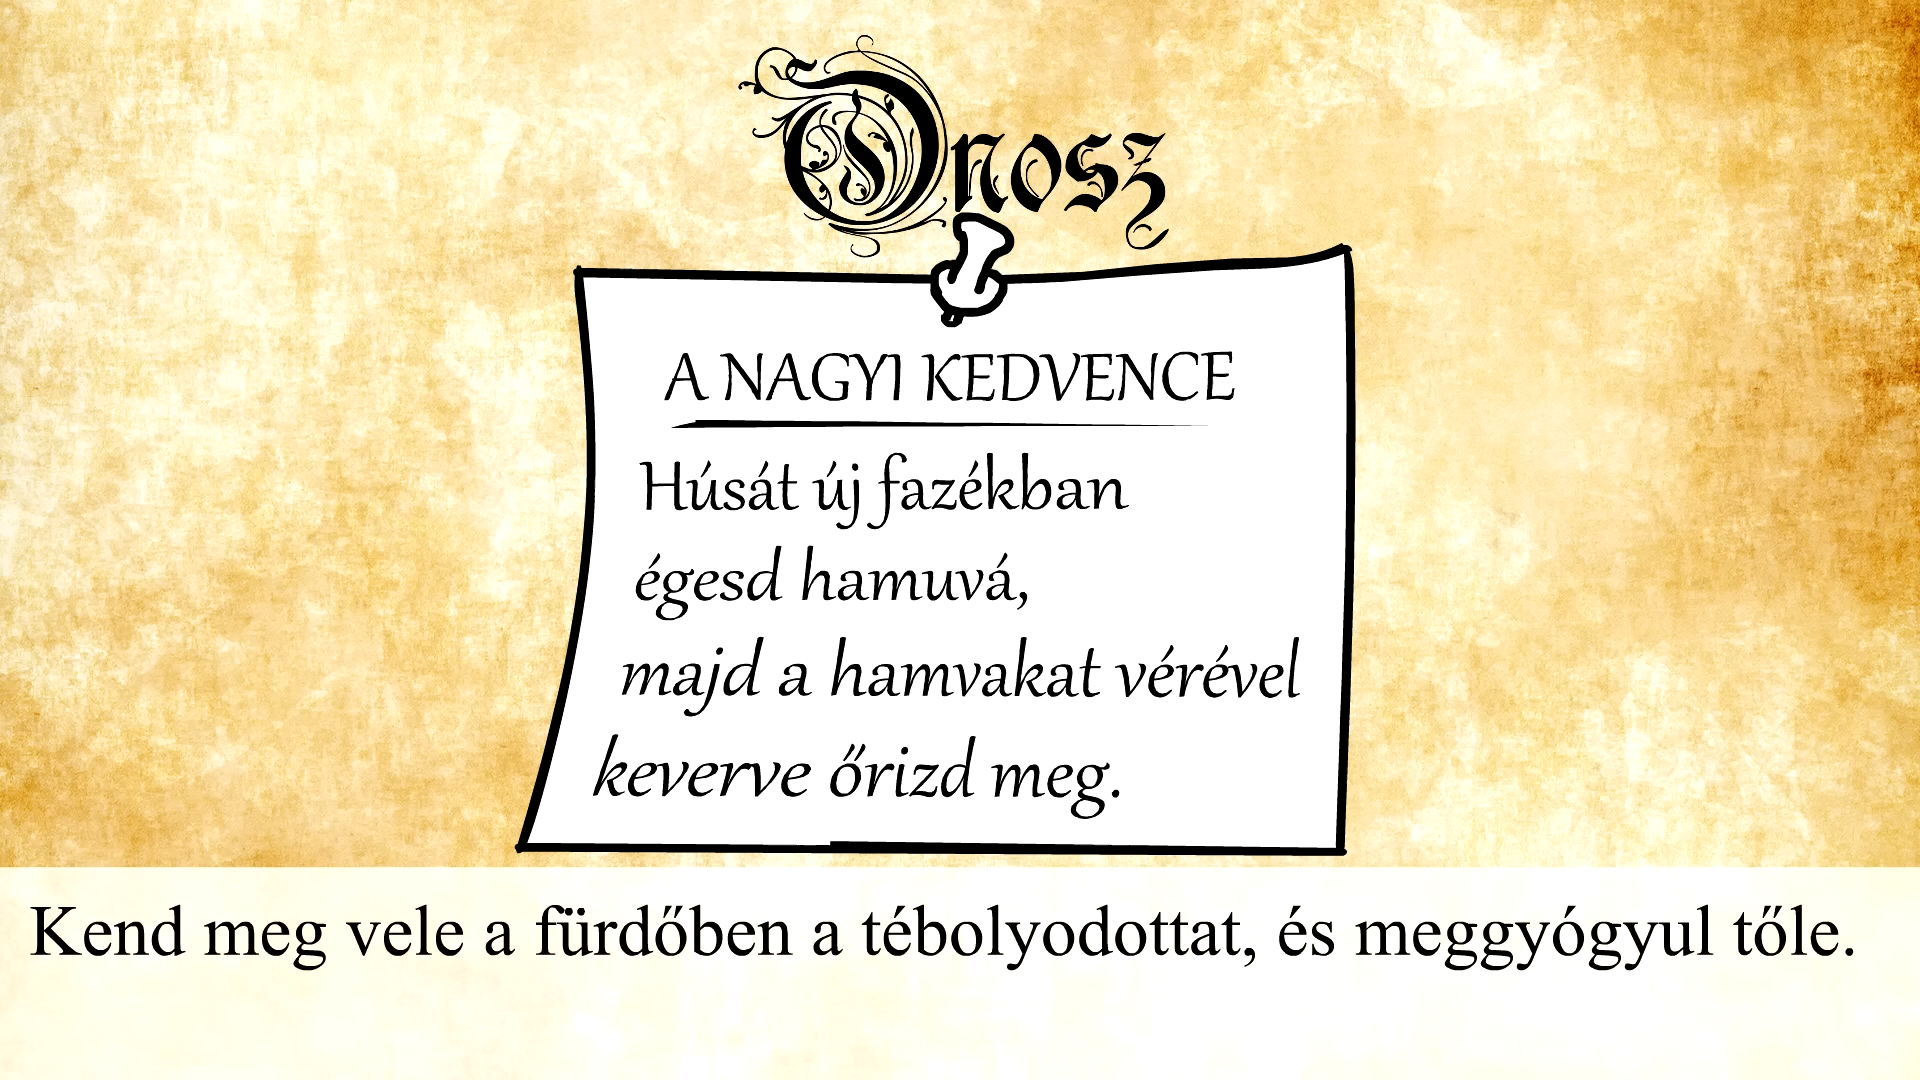 Onosz
A NAGYI KEDVENCE
Húsát új fazékban
égesd hamuvá,
majd a hamvakat vérével
keverve őrizd meg.
Kend meg vele a fürdőben a tébolyodottat, és meggyógyul tőle.